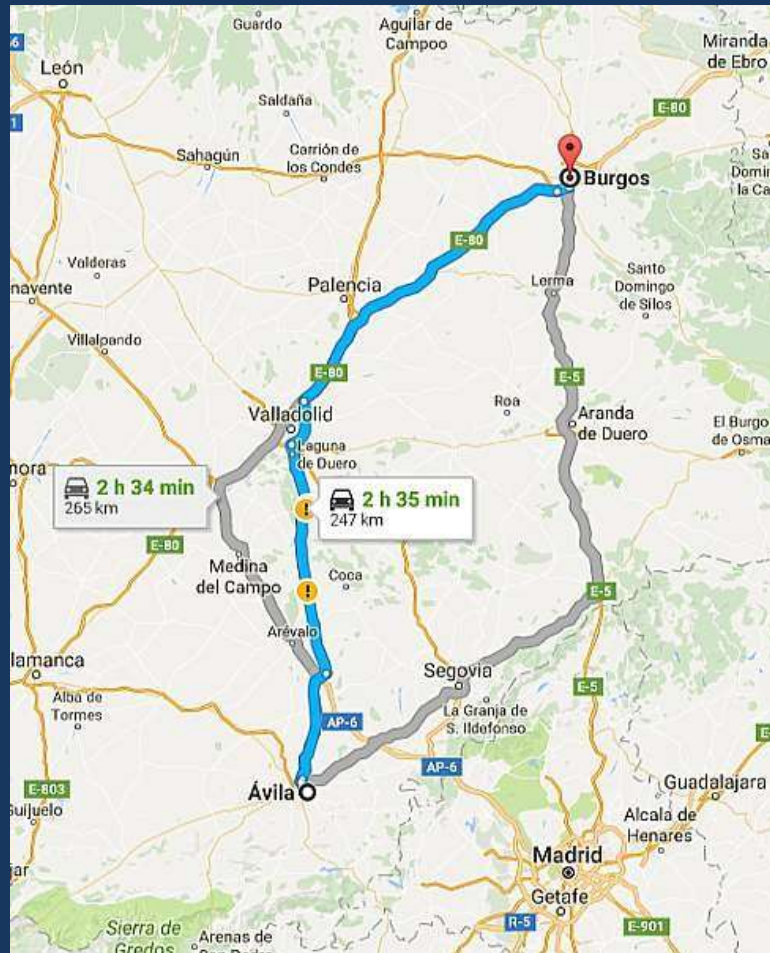 Guardo
Aguilar de
Campoo
Miranda
de Ebro
León
E-80
Saldaña
Carrión de
los Condes
Sahagún
Burgos
E-80
Valderas
Palencia
Lerma
Santo
Domingo
de Silos
Villalpando
E-80
E-5
Roa
Aranda
de Duero
Valladolid
El Burgo
de Osma
Laguna
de Duero
2 h 34 min
265 km
2 h 35 min
247 km
E-80
Medina
del Campo
Coca
E-5
Arévalo
Segovia
Alba de
Tormes
La Granja de
S. Ildefonso
E-5
AP-6
AP-6
E-803
Ávila
Guadalajara
Alcala de
Henares
Madrid
Getafe
R-5
E-901
Sierra de
Gredos
Arenas de